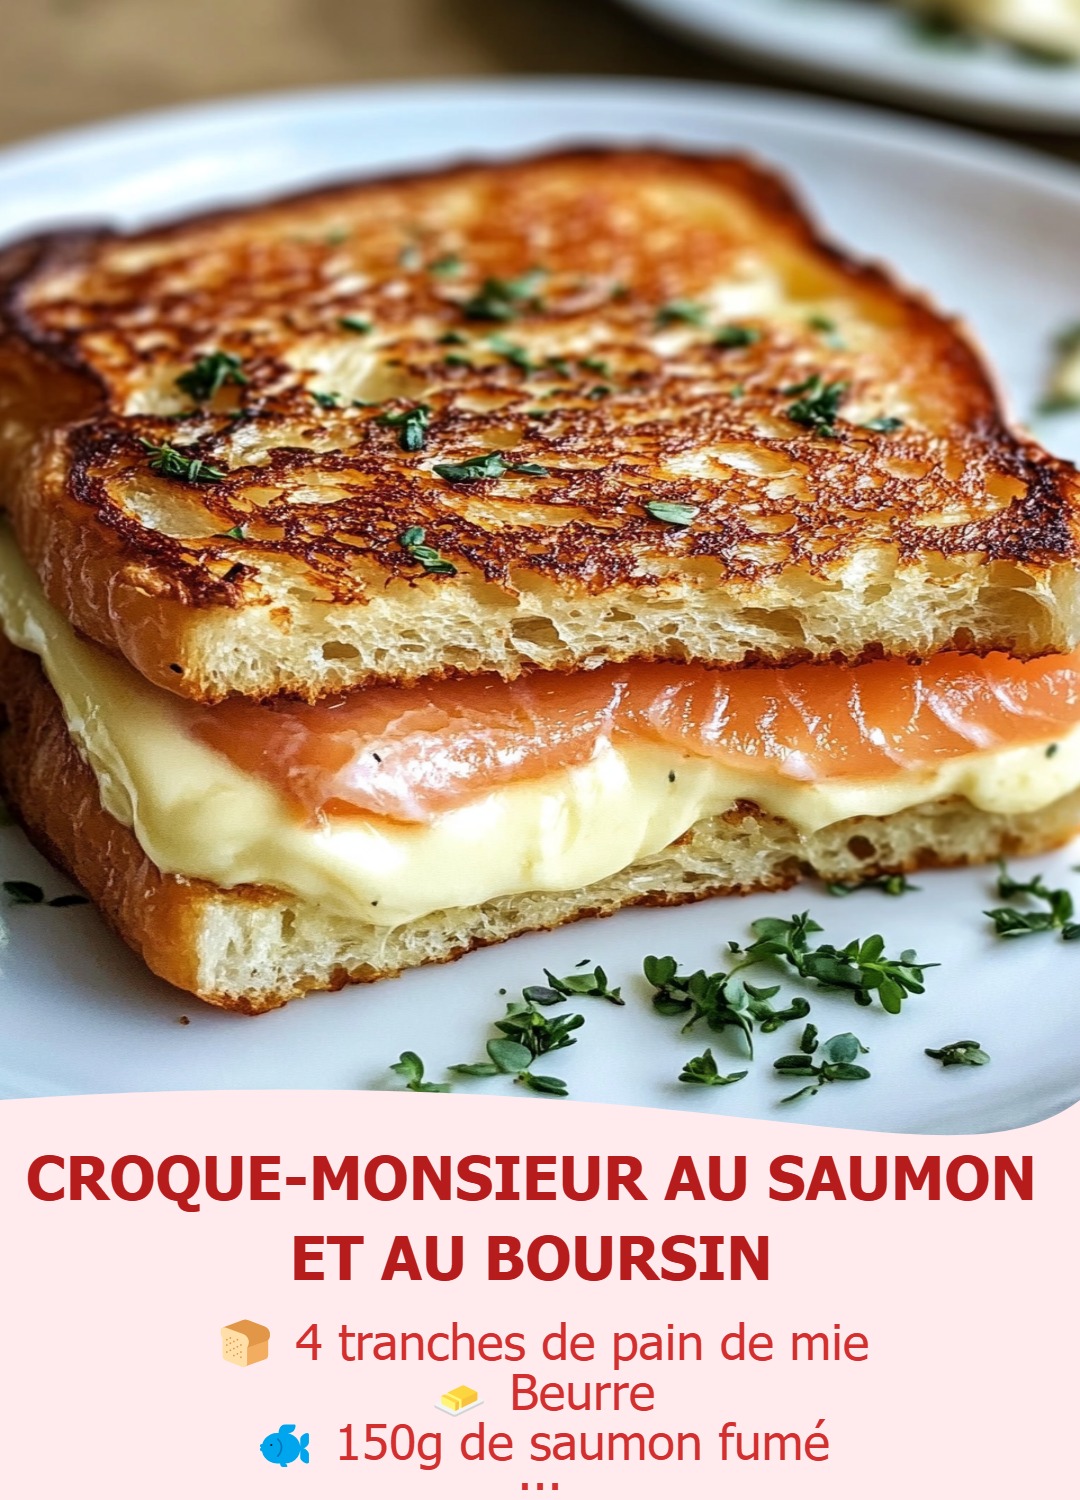 CROQUE-MONSIEUR AU SAUMON
ET AU BOURSIN
4 tranches de pain de mie
Beurre
150g de saumon fumé
...